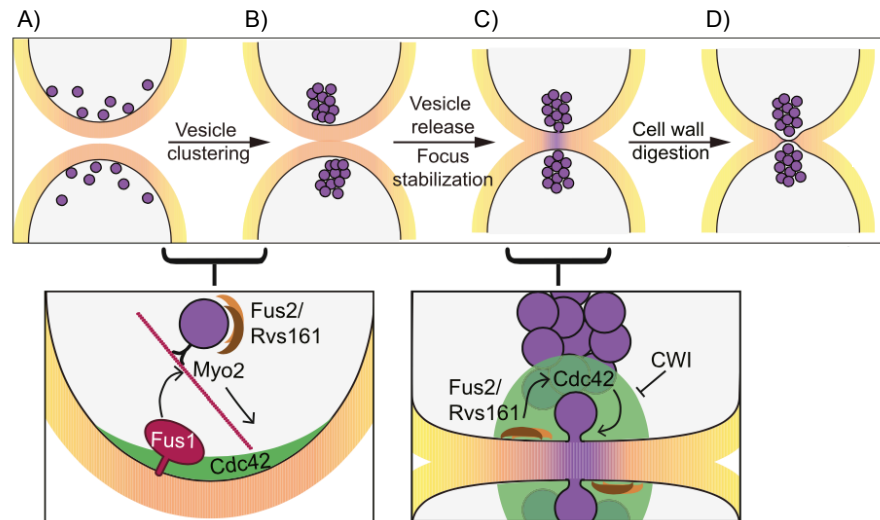 A)
B)
C)
D)
Vesicle
clustering
Vesicle
release
Focus
stabilization
Cell wall
digestion
Fus2/
Rvs161
Myo2
Fus1
Cdc42
CWI
Fus2/
Rvs161
Cdc42